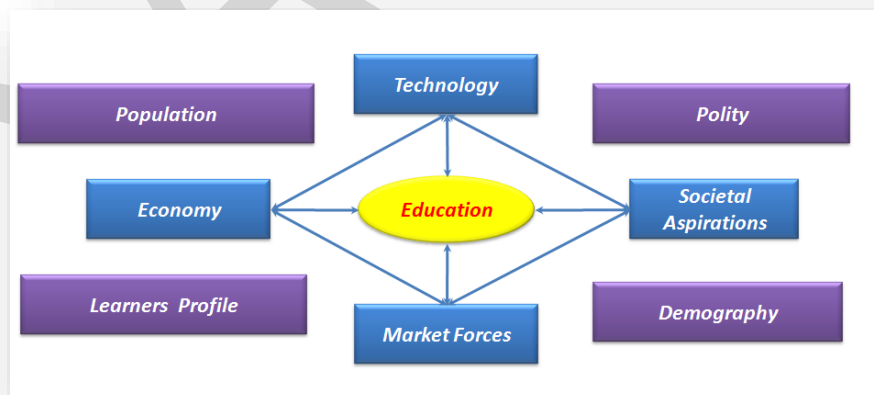 Technology
Population
Polity
Economy
Education
Societal
Aspirations
Learners Profile
Market Forces
Demography